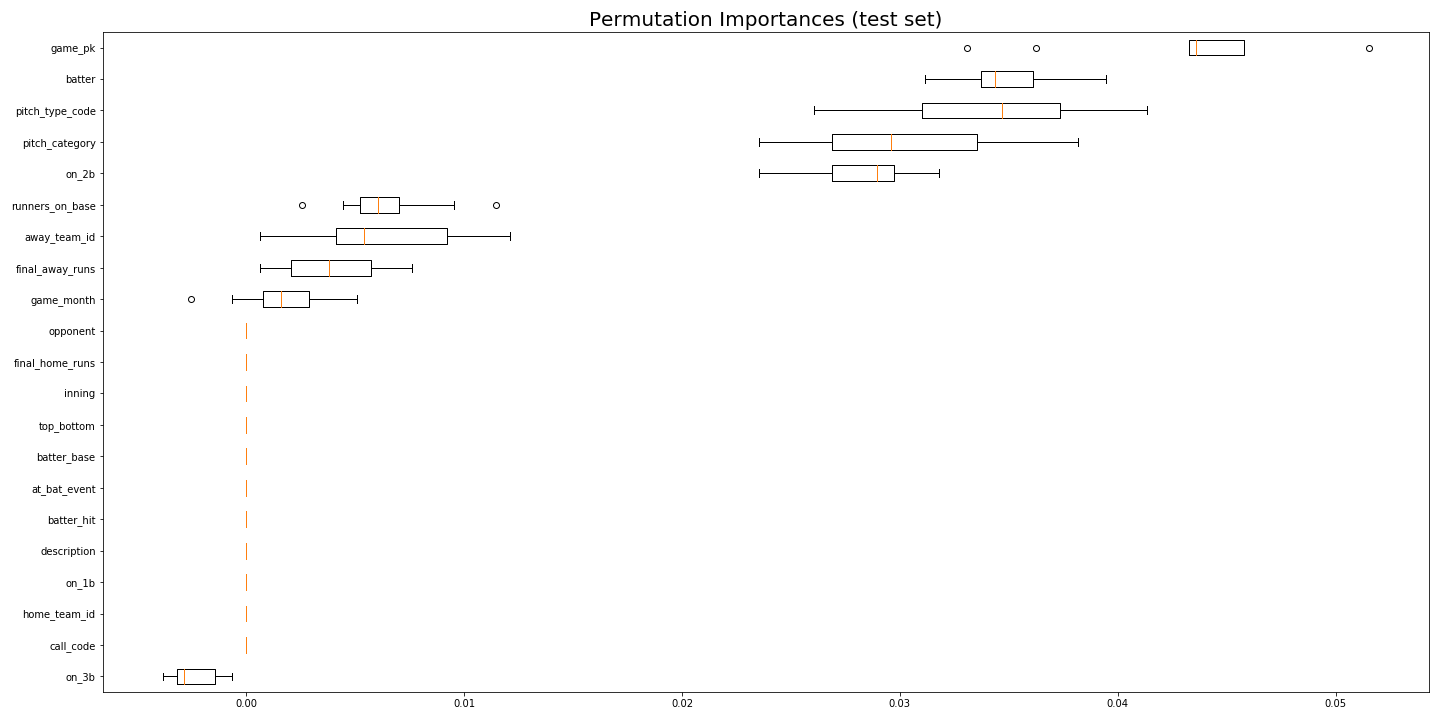 Permutation Importances (test set)
game_pk
batter
pitch_type_code
pitch_category
on_2b
runners_on_base
away_team_id
final_away_runs
game_month
opponent
final_home_runs
inning
top_bottom
batter_base
at_bat_event
batter_hit
description
on_1b
home_team_id
call_code
on_3b
0.00 0.01 0.02 0.03 0.04 0.05